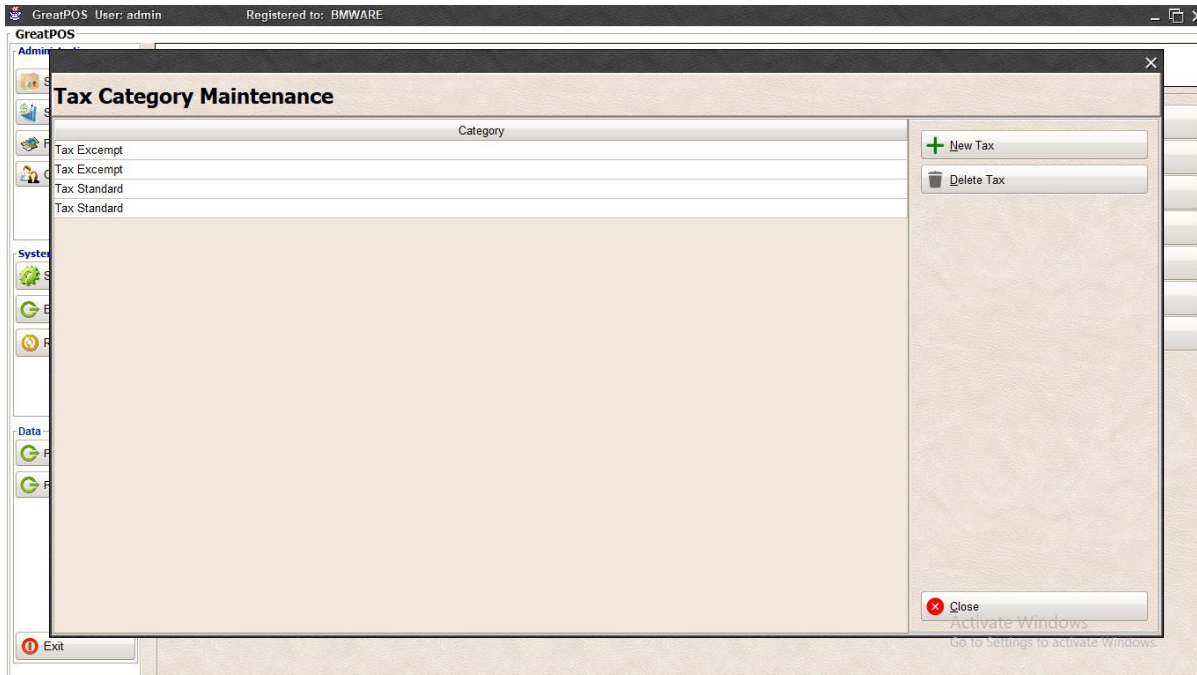 GreatPOS User: admin Registered to: BMWARE
GreatPOS
Tax Category Maintenance
Category
Tax Excempt
Tax Excempt
Tax Standard
Tax Standard
New Tax
Delete Tax
Data
Close
Exit
Activate Windows
Go to Settings to activate Windows.